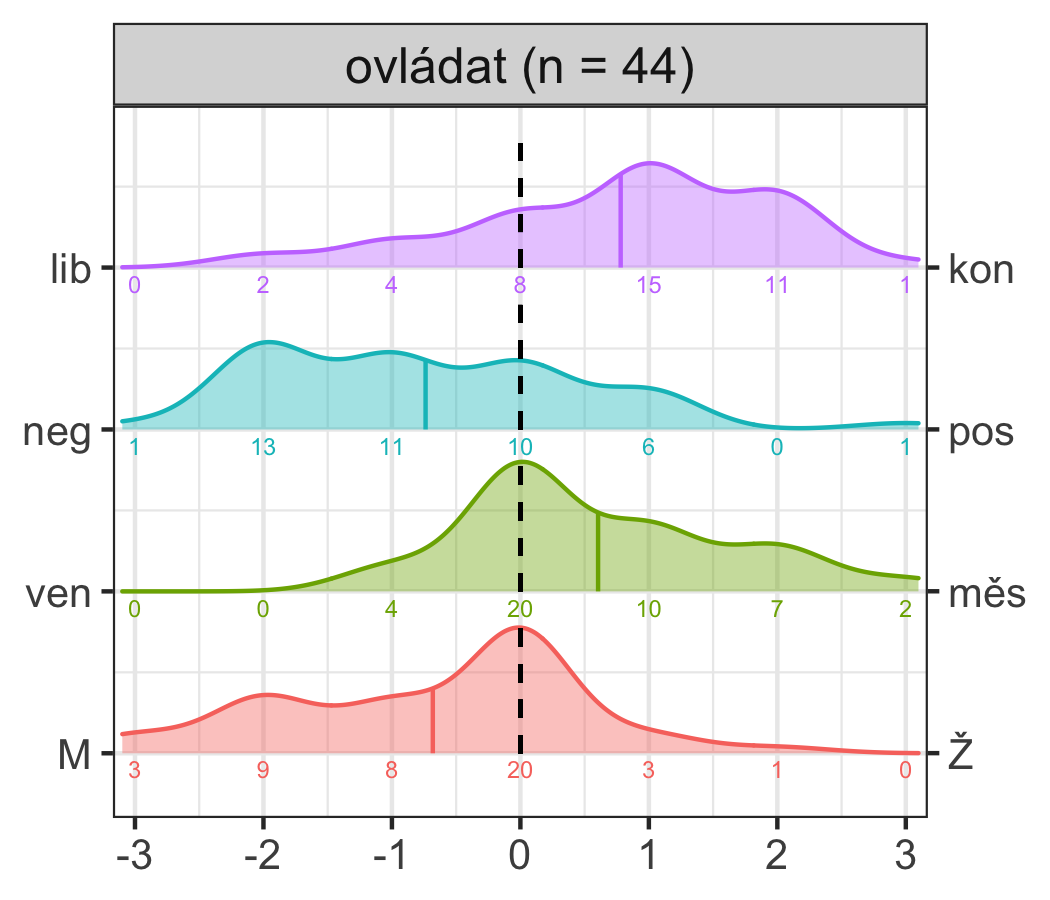 ovládat (n = 44)
lib kon
0 2 4 8 15 11 1
neg pos
1 13 11 10 6 0 1
ven měs
0 0 4 20 10 7 2
M Ž
3 9 8 20 3 1 0
-3 -2 -1 0 1 2 3